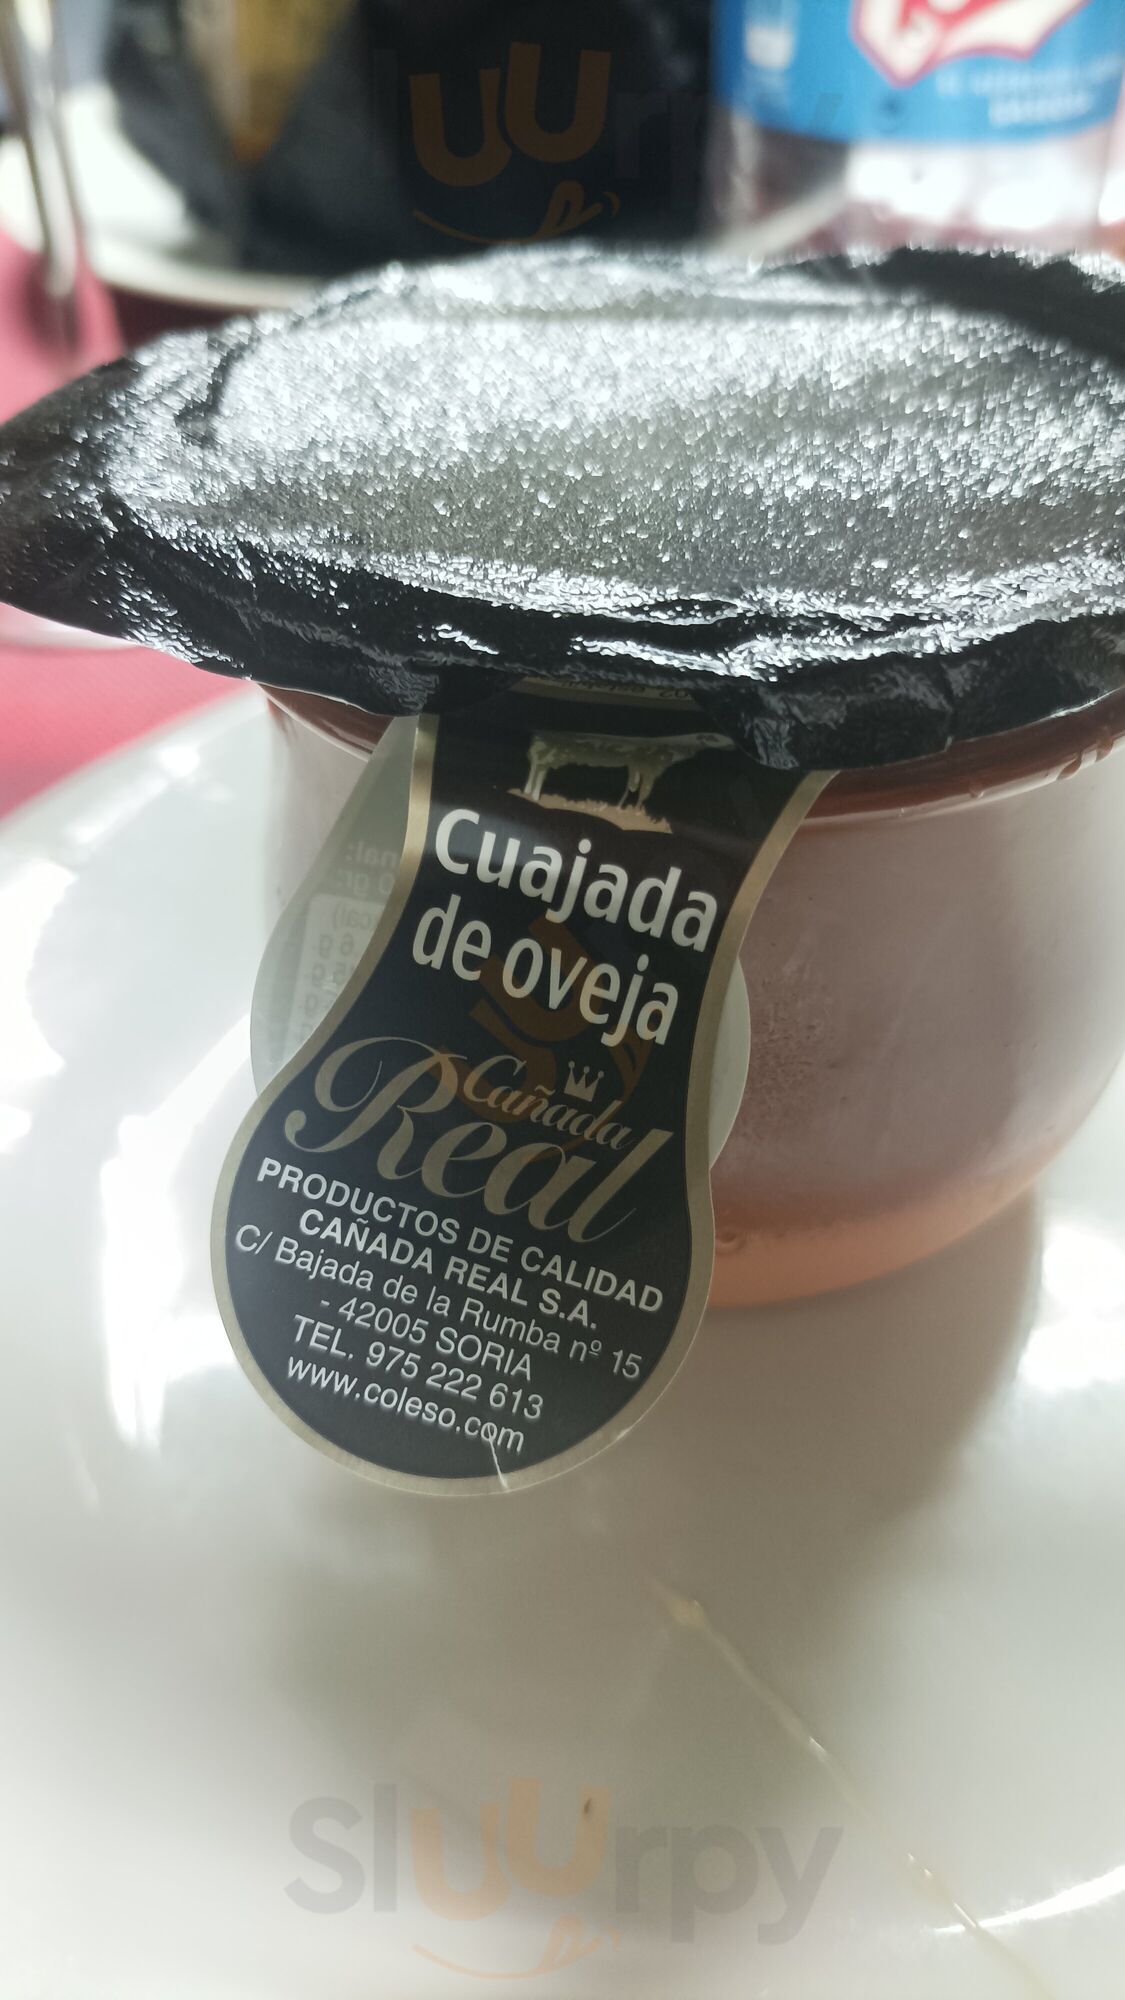 Cuajada
de oveja
Cañada
Real
PRODUCTOS DE CALIDAD
CAÑADA REAL S.A.
C/ Bajada de la Rumba nº 15
- 42005 SORIA
TEL. 975 222 613
www.coleso.com
Sluurpy